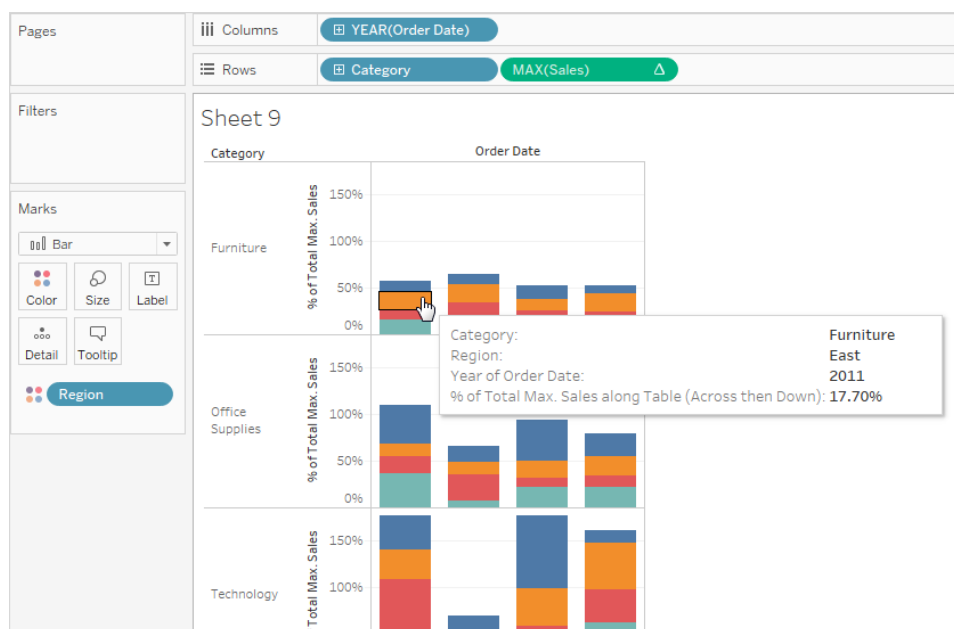 Pages
Columns
YEAR(Order Date)
Rows
Category
MAX(Sales) Δ
Filters
Marks
Bar
Color
Size
Label
Detail
Tooltip
Region
Sheet 9
Category
Order Date
Furniture
% of Total Max. Sales
150%
100%
50%
0%
Category: Furniture
Region: East
Year of Order Date: 2011
% of Total Max. Sales along Table (Across then Down): 17.70%
Office
Supplies
% of Total Max. Sales
150%
100%
50%
0%
Technology
Total Max. Sales
150%
100%